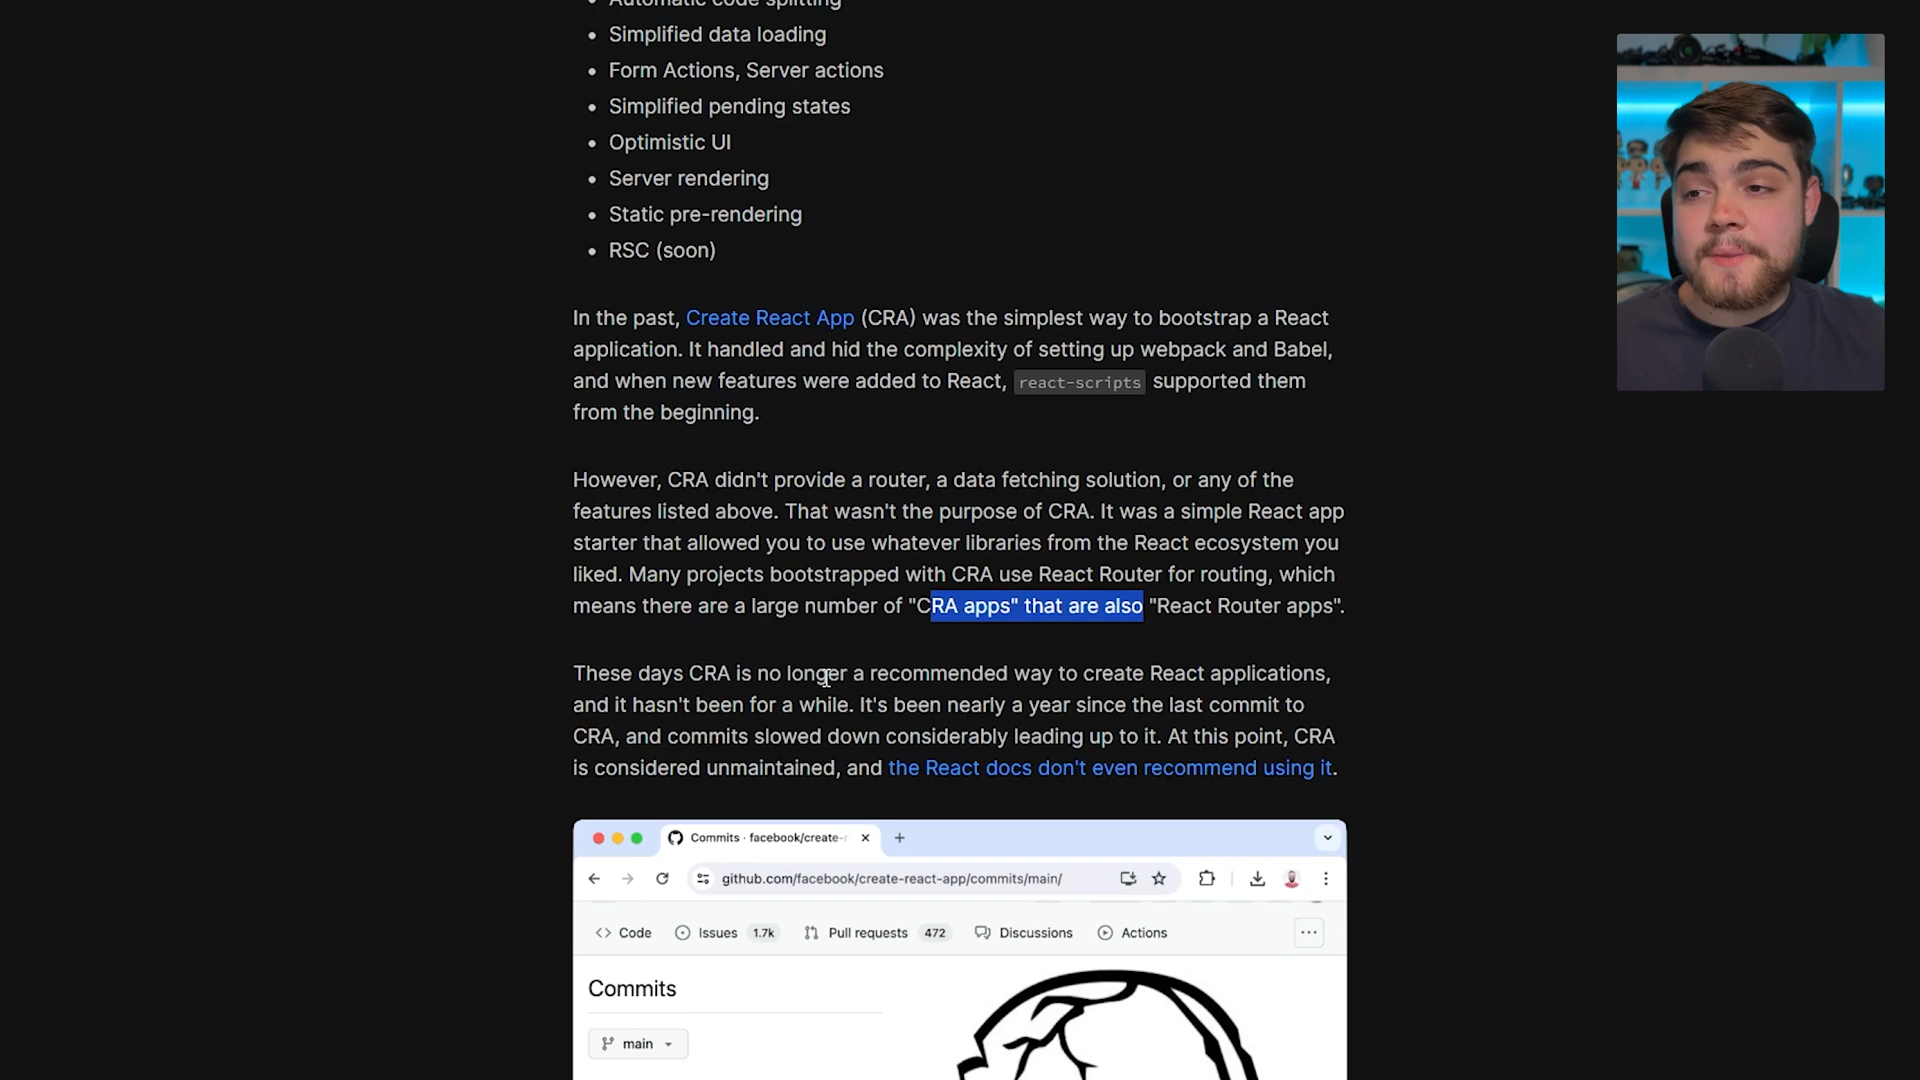 Automatic code splitting
Simplified data loading
Form Actions, Server actions
Simplified pending states
Optimistic UI
Server rendering
Static pre-rendering
RSC (soon)
In the past, Create React App (CRA) was the simplest way to bootstrap a React
application. It handled and hid the complexity of setting up webpack and Babel,
and when new features were added to React, react-scripts supported them
from the beginning.
However, CRA didn't provide a router, a data fetching solution, or any of the
features listed above. That wasn't the purpose of CRA. It was a simple React app
starter that allowed you to use whatever libraries from the React ecosystem you
liked. Many projects bootstrapped with CRA use React Router for routing, which
means there are a large number of "CRA apps" that are also "React Router apps".
These days CRA is no longer a recommended way to create React applications,
and it hasn't been for a while. It's been nearly a year since the last commit to
CRA, and commits slowed down considerably leading up to it. At this point, CRA
is considered unmaintained, and the React docs don't even recommend using it.
Commits · facebook/create-r
github.com/facebook/create-react-app/commits/main/
Code Issues 1.7k Pull requests 472 Discussions Actions
Commits
main